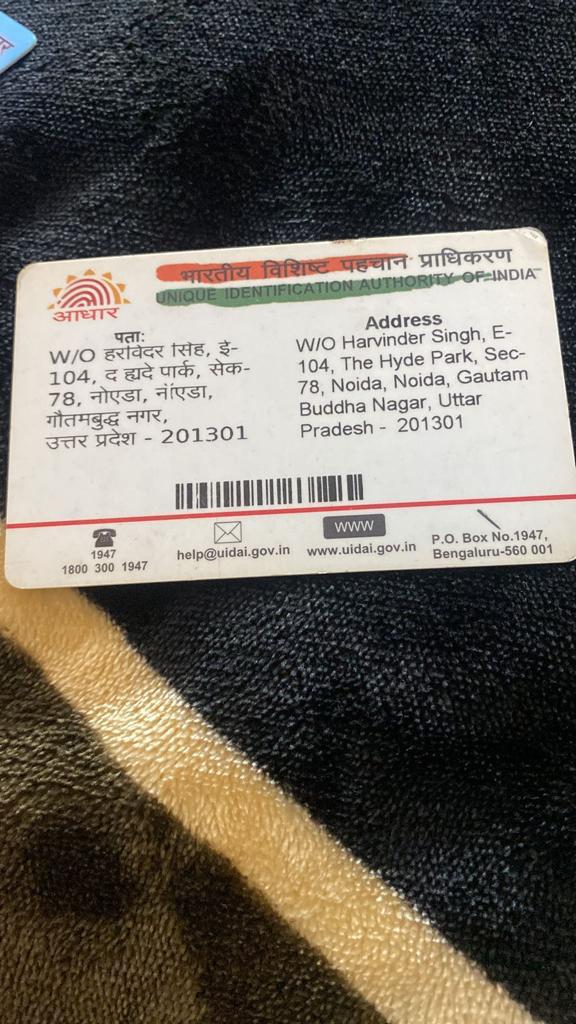 भारतीय विशिष्ट पहचान प्राधिकरण
UNIQUE IDENTIFICATION AUTHORITY OF INDIA
आधार
पता:
W/O हरविंदर सिंह, ई-
104, द ह्यदे पार्क, सेक-
78, नोएडा, नोएडा,
गौतमबुद्ध नगर,
उत्तर प्रदेश - 201301
Address
W/O Harvinder Singh, E-
104, The Hyde Park, Sec-
78, Noida, Noida, Gautam
Buddha Nagar, Uttar
Pradesh - 201301
1947
1800 300 1947
help@uidai.gov.in
WWW
www.uidai.gov.in
P.O. Box No.1947,
Bengaluru-560 001